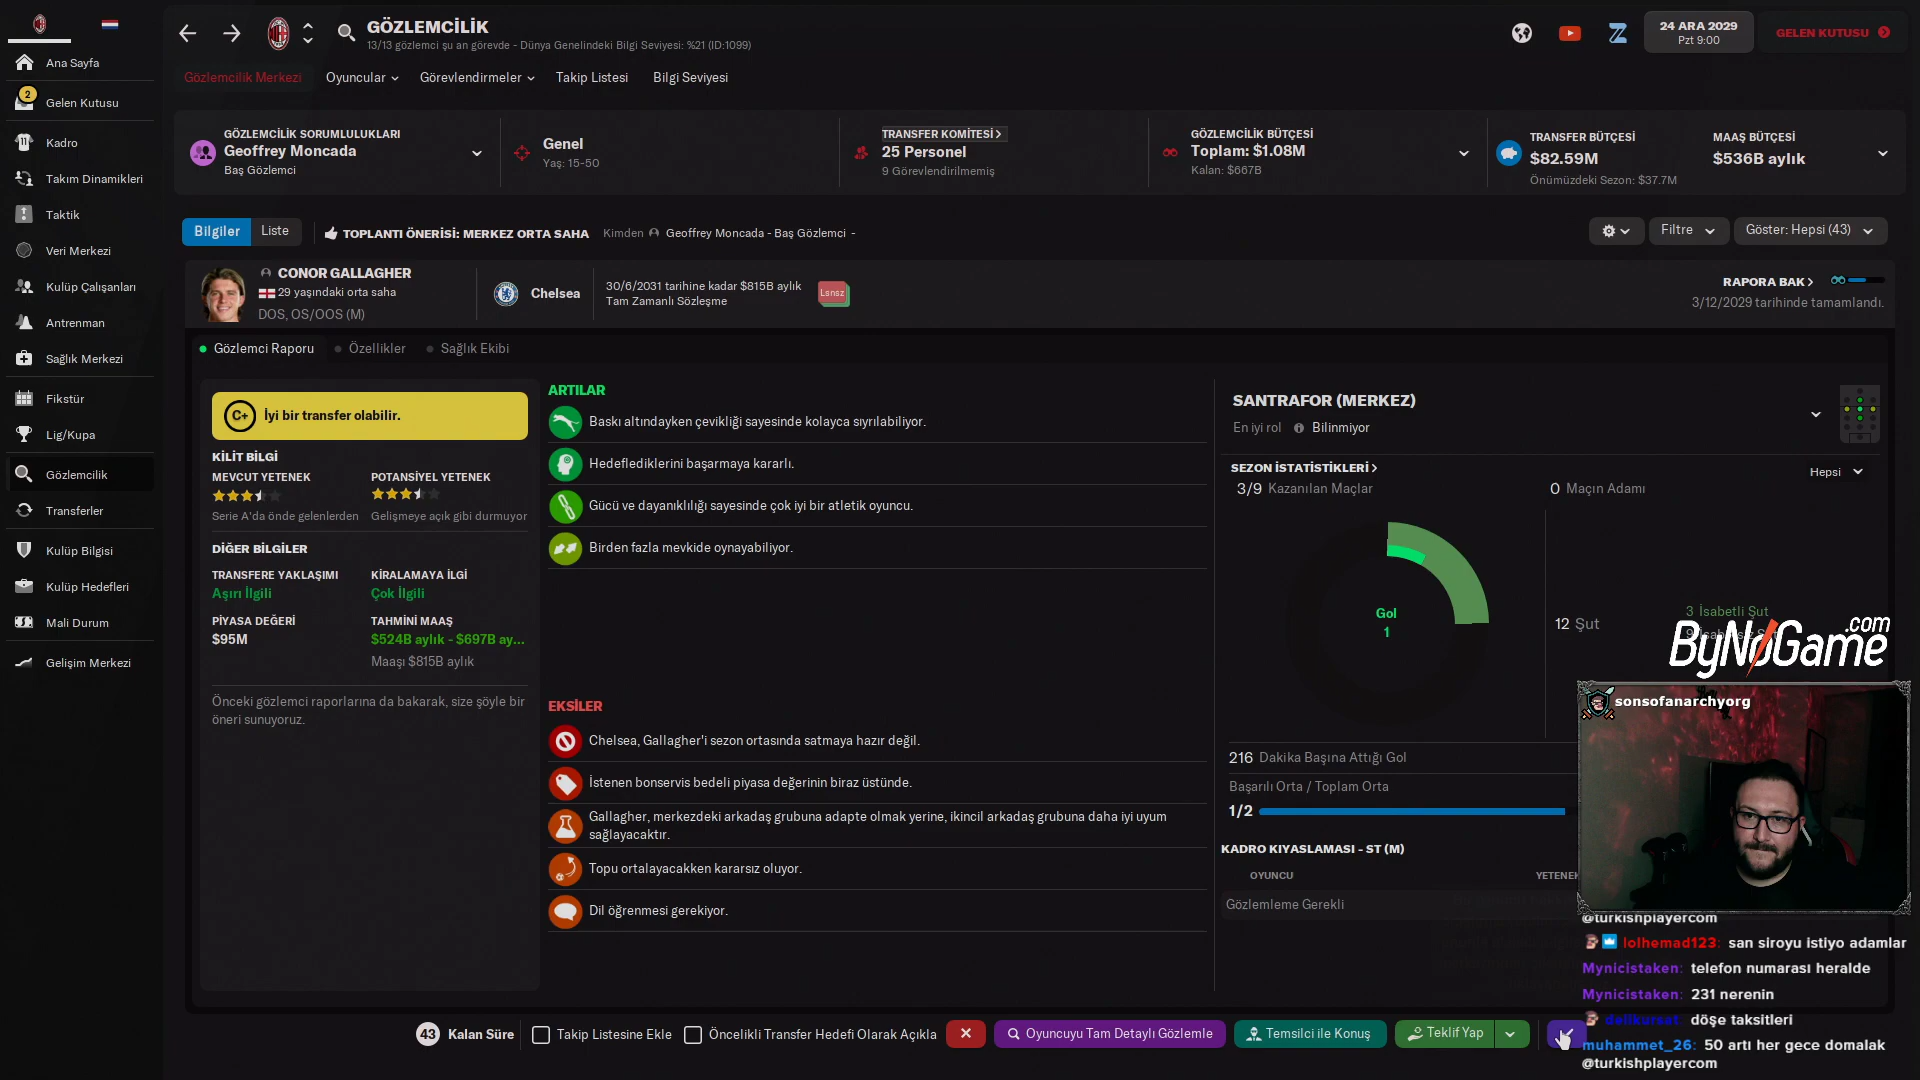 GÖZLEMCİLİK
13/13 gözlemci şu an görevde - Dünya Genelindeki Bilgi Seviyesi: %21 (ID:1099)
24 ARA 2029
Pzt 9:00
GELEN KUTUSU
Ana Sayfa
2
Gelen Kutusu
Kadro
Takım Dinamikleri
Taktik
Veri Merkezi
Kulüp Çalışanları
Antrenman
Sağlık Merkezi
Fikstür
Lig/Kupa
Gözlemcilik
Transferler
Kulüp Bilgisi
Kulüp Hedefleri
Mali Durum
Gelişim Merkezi
Gözlemcilik Merkezi
Oyuncular
Görevlendirmeler
Takip Listesi
Bilgi Seviyesi
GÖZLEMCİLİK SORUMLULUKLARI
Geoffrey Moncada
Baş Gözlemci
Genel
Yaş: 15-50
TRANSFER KOMİTESİ
25 Personel
9 Görevlendirilmemiş
GÖZLEMCİLİK BÜTÇESİ
Toplam: $1.08M
Kalan: $667B
TRANSFER BÜTÇESİ
$82.59M
Önümüzdeki Sezon: $37.7M
MAAŞ BÜTÇESİ
$536B aylık
Bilgiler
Liste
TOPLANTI ÖNERİSİ: MERKEZ ORTA SAHA
Kimden Geoffrey Moncada - Baş Gözlemci -
Filtre
Göster: Hepsi (43)
CONOR GALLAGHER
29 yaşındaki orta saha
DOS, OS/OOS (M)
Chelsea
30/6/2031 tarihine kadar $815B aylık
Tam Zamanlı Sözleşme
Lsnsz
RAPORA BAK
3/12/2029 tarihinde tamamlandı.
Gözlemci Raporu
Özellikler
Sağlık Ekibi
C+
İyi bir transfer olabilir.
KİLİT BİLGİ
MEVCUT YETENEK
POTANSİYEL YETENEK
Serie A'da önde gelenlerden
Gelişmeye açık gibi durmuyor
DİĞER BİLGİLER
TRANSFERE YAKLAŞIMI
KİRALAMAYA İLGİ
Aşırı İlgili
Çok İlgili
PİYASA DEĞERİ
TAHMİNİ MAAŞ
$95M
$524B aylık - $697B ay...
Maaşı $815B aylık
Önceki gözlemci raporlarına da bakarak, size şöyle bir
öneri sunuyoruz.
ARTILAR
Baskı altındayken çevikliği sayesinde kolayca sıyrılabiliyor.
Hedeflediklerini başarmaya kararlı.
Gücü ve dayanıklılığı sayesinde çok iyi bir atletik oyuncu.
Birden fazla mevkide oynayabiliyor.
EKSİLER
Chelsea, Gallagher'i sezon ortasında satmaya hazır değil.
İstenen bonservis bedeli piyasa değerinin biraz üstünde.
Gallagher, merkezdeki arkadaş grubuna adapte olmak yerine, ikincil arkadaş grubuna daha iyi uyum
sağlayacaktır.
Topu ortalayacakken kararsız oluyor.
Dil öğrenmesi gerekiyor.
SANTRAFOR (MERKEZ)
En iyi rol Bilinmiyor
SEZON İSTATİSTİKLERİ
Hepsi
3/9 Kazanılan Maçlar
0 Maçın Adamı
Gol
1
12 Şut
3 İsabetli Şut
216 Dakika Başına Attığı Gol
Başarılı Orta / Toplam Orta
1/2
KADRO KIYASLAMASI - ST (M)
OYUNCU
YETENEK
Gözlemleme Gerekli
ByNoGame
.com
sonsofanarchyorg
@turkishplayercom
lolhemad123: san siroyu istiyo adamlar
Mynicistaken: telefon numarası heralde
Mynicistaken: 231 nerenin
delikursat: döşe taksitleri
muhammet_26: 50 artı her gece domalak
@turkishplayercom
43 Kalan Süre
Takip Listesine Ekle
Öncelikli Transfer Hedefi Olarak Açıkla
Oyuncuyu Tam Detaylı Gözlemle
Temsilci ile Konuş
Teklif Yap